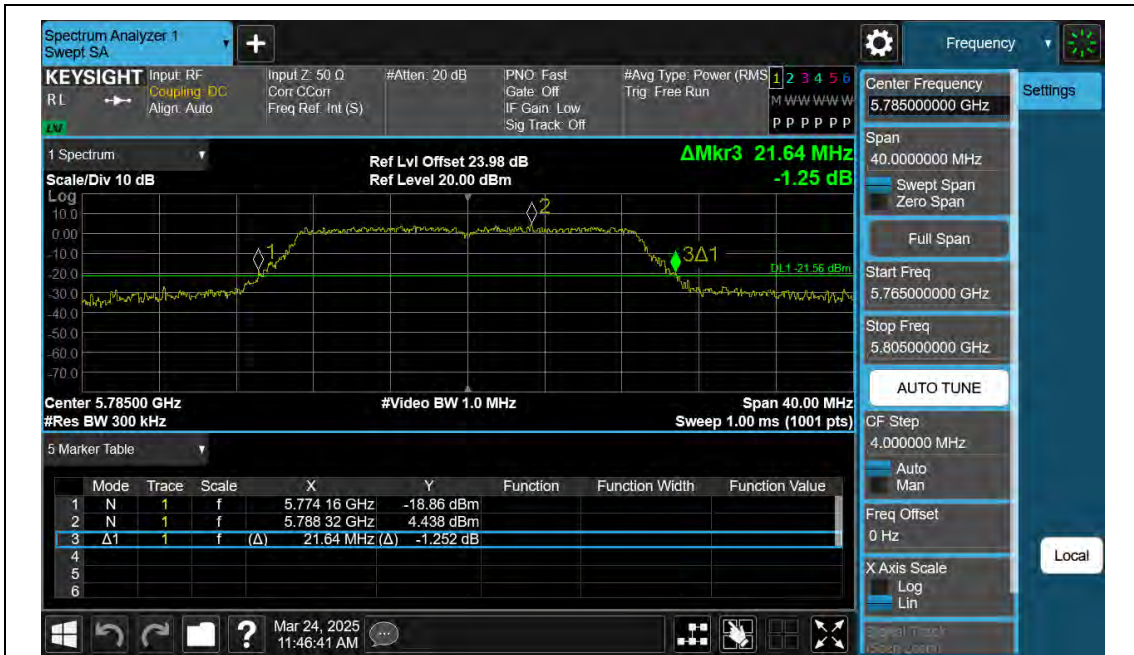 Spectrum Analyzer 1
Swept SA
+
Frequency
KEYSIGHT Input: RF Input Z: 50 Ω #Atten: 20 dB PNO: Fast #Avg Type: Power (RMS 1 2 3 4 5 6
RL Coupling: DC Corr CCorr Gate: Off Trig: Free Run M W W W W W
Align: Auto Freq Ref: Int (S) IF Gain: Low
Sig Track: Off P P P P P P
LXI
Center Frequency
5.785000000 GHz
Settings
1 Spectrum
Scale/Div 10 dB
Ref Lvl Offset 23.98 dB
Ref Level 20.00 dBm
ΔMkr3 21.64 MHz
-1.25 dB
Log
10.0
0.00
-10.0
-20.0
-30.0
-40.0
-50.0
-60.0
-70.0
1
2
3Δ1
DL1 -21.56 dBm
Center 5.78500 GHz #Video BW 1.0 MHz Span 40.00 MHz
#Res BW 300 kHz Sweep 1.00 ms (1001 pts)
Span
40.0000000 MHz
Swept Span
Zero Span
Full Span
Start Freq
5.765000000 GHz
Stop Freq
5.805000000 GHz
AUTO TUNE
CF Step
4.000000 MHz
Auto
Man
Freq Offset
0 Hz
X Axis Scale
Log
Lin
Signal Track
(Span Zoom)
Local
5 Marker Table
Mode Trace Scale X Y Function Function Width Function Value
1 N 1 f 5.774 16 GHz -18.86 dBm
2 N 1 f 5.788 32 GHz 4.438 dBm
3 Δ1 1 f (Δ) 21.64 MHz (Δ) -1.252 dB
4
5
6
?
Mar 24, 2025
11:46:41 AM